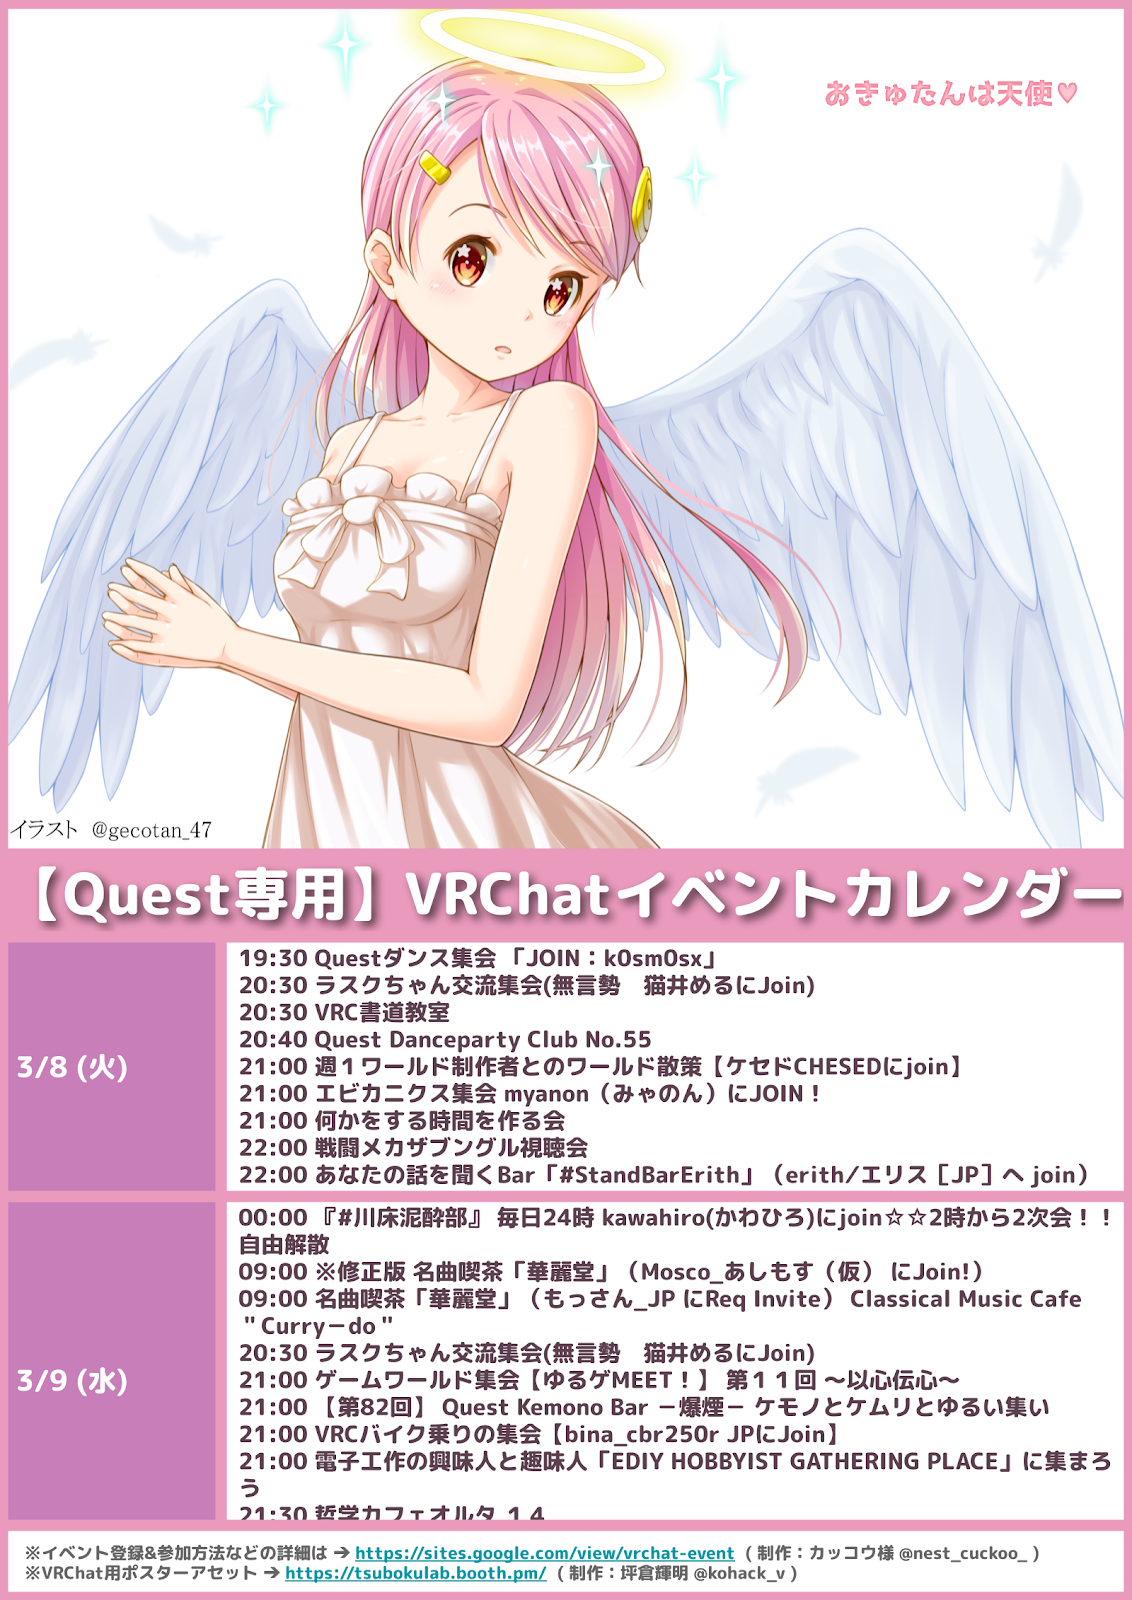 おきゅたんは天使♥
イラスト @gecotan_47
【Quest専用】VRChatイベントカレンダー
3/8 (火)
19:30 Questダンス集会 「JOIN：k0sm0sx」
20:30 ラスクちゃん交流集会(無言勢　猫井めるにJoin)
20:30 VRC書道教室
20:40 Quest Danceparty Club No.55
21:00 週１ワールド制作者とのワールド散策【ケセドCHESEDにjoin】
21:00 エビカニクス集会 myanon（みゃのん）にJOIN！
21:00 何かをする時間を作る会
22:00 戦闘メカザブングル視聴会
22:00 あなたの話を聞くBar「#StandBarErith」（erith/エリス［JP］へ join）
3/9 (水)
00:00 『#川床泥酔部』 毎日24時 kawahiro(かわひろ)にjoin☆☆2時から2次会！！
自由解散
09:00 ※修正版 名曲喫茶「華麗堂」（Mosco_あしもす（仮） にJoin!）
09:00 名曲喫茶「華麗堂」（もっさん_JP にReq Invite） Classical Music Cafe
＂Curry－do＂
20:30 ラスクちゃん交流集会(無言勢　猫井めるにJoin)
21:00 ゲームワールド集会【ゆるゲMEET！】 第１１回 ～以心伝心～
21:00 【第82回】 Quest Kemono Bar －爆煙－ ケモノとケムリとゆるい集い
21:00 VRCバイク乗りの集会【bina_cbr250r JPにJoin】
21:00 電子工作の興味人と趣味人「EDIY HOBBYIST GATHERING PLACE」に集まろ
う
21:30 哲学カフェオルタ １４
※イベント登録&参加方法などの詳細は → https://sites.google.com/view/vrchat-event （ 制作：カッコウ様 @nest_cuckoo_ ）
※VRChat用ポスターアセット → https://tsubokulab.booth.pm/ （ 制作：坪倉輝明 @kohack_v ）